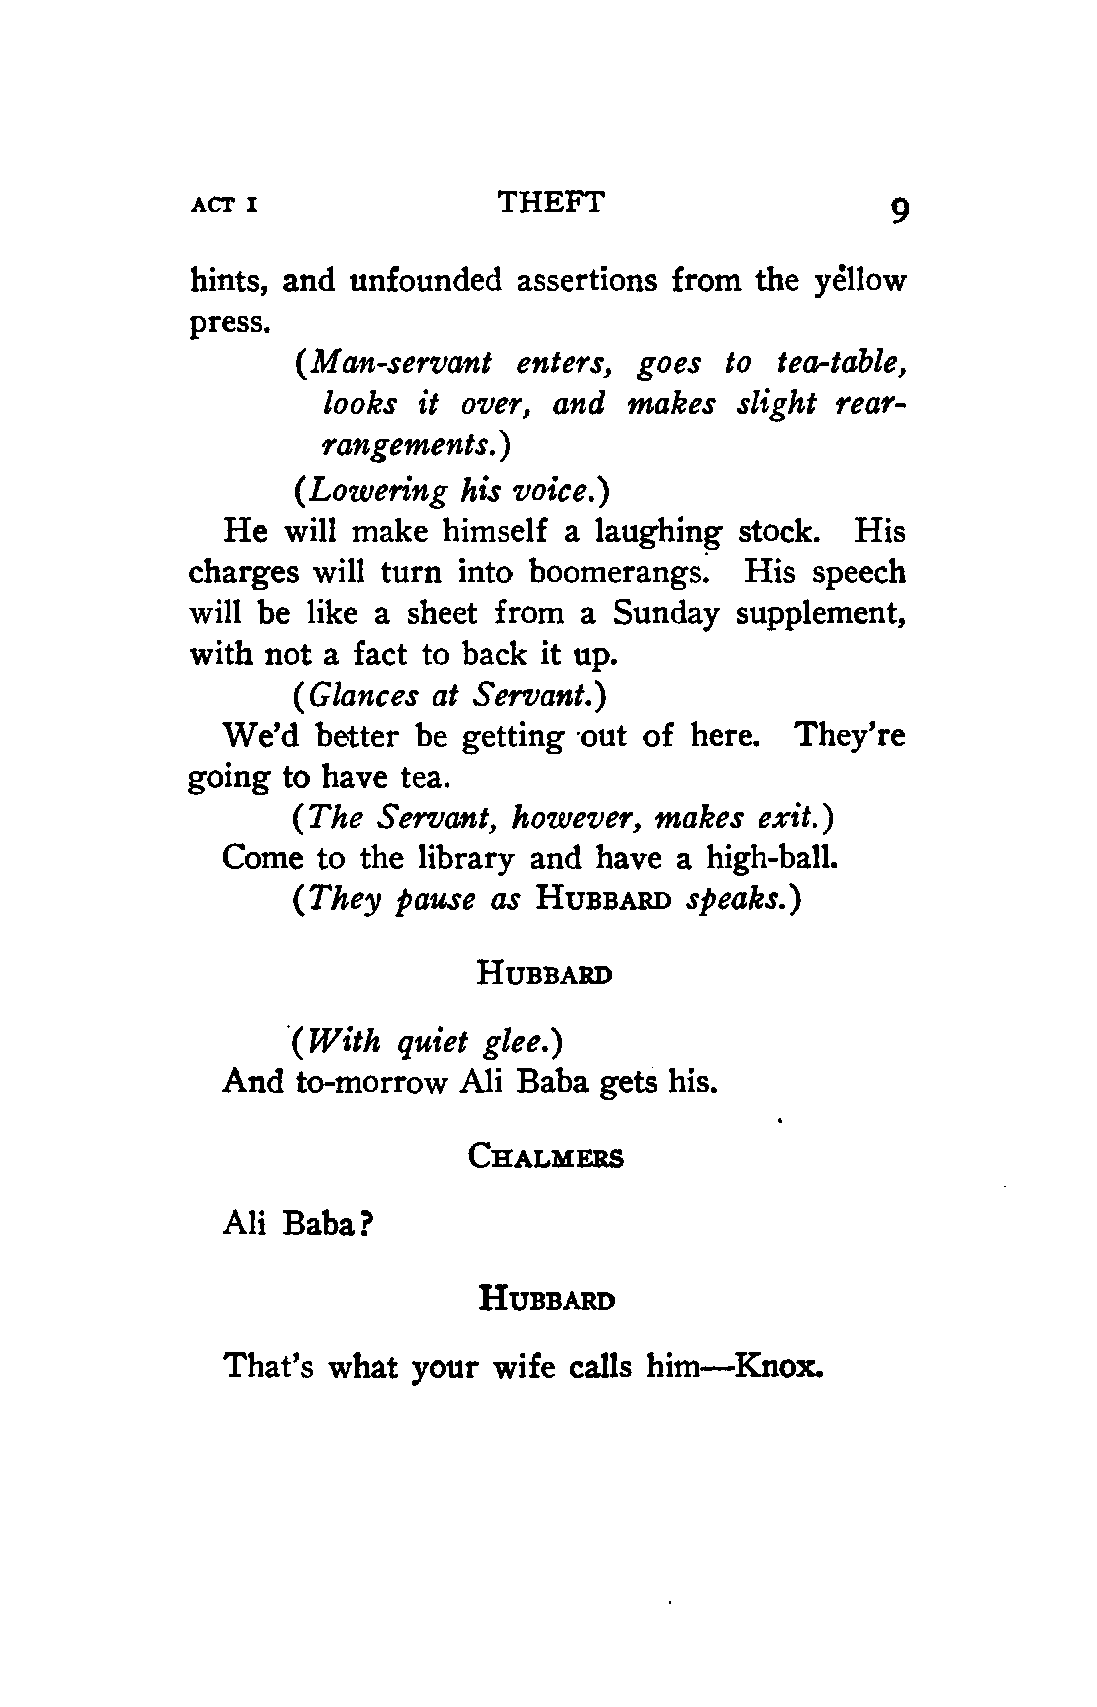 ACT I THEFT 9
hints, and unfounded assertions from the yellow
press.
(Man-servant enters, goes to tea-table,
looks it over, and makes slight rear-
rangements.)
(Lowering his voice.)
He will make himself a laughing stock. His
charges will turn into boomerangs. His speech
will be like a sheet from a Sunday supplement,
with not a fact to back it up.
(Glances at Servant.)
We'd better be getting out of here. They're
going to have tea.
(The Servant, however, makes exit.)
Come to the library and have a high-ball.
(They pause as HUBBARD speaks.)
HUBBARD
(With quiet glee.)
And to-morrow Ali Baba gets his.
CHALMERS
Ali Baba?
HUBBARD
That's what your wife calls him—Knox.